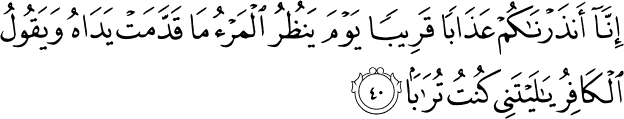 إِنَّآ أَنذَرْنَـٰكُمْ عَذَابًا قَرِيبًا يَوْمَ يَنظُرُ ٱلْمَرْءُ مَا قَدَّمَتْ يَدَاهُ وَيَقُولُ
ٱلْكَافِرُ يَـٰلَيْتَنِى كُنتُ تُرَٰبًۢا ٤٠